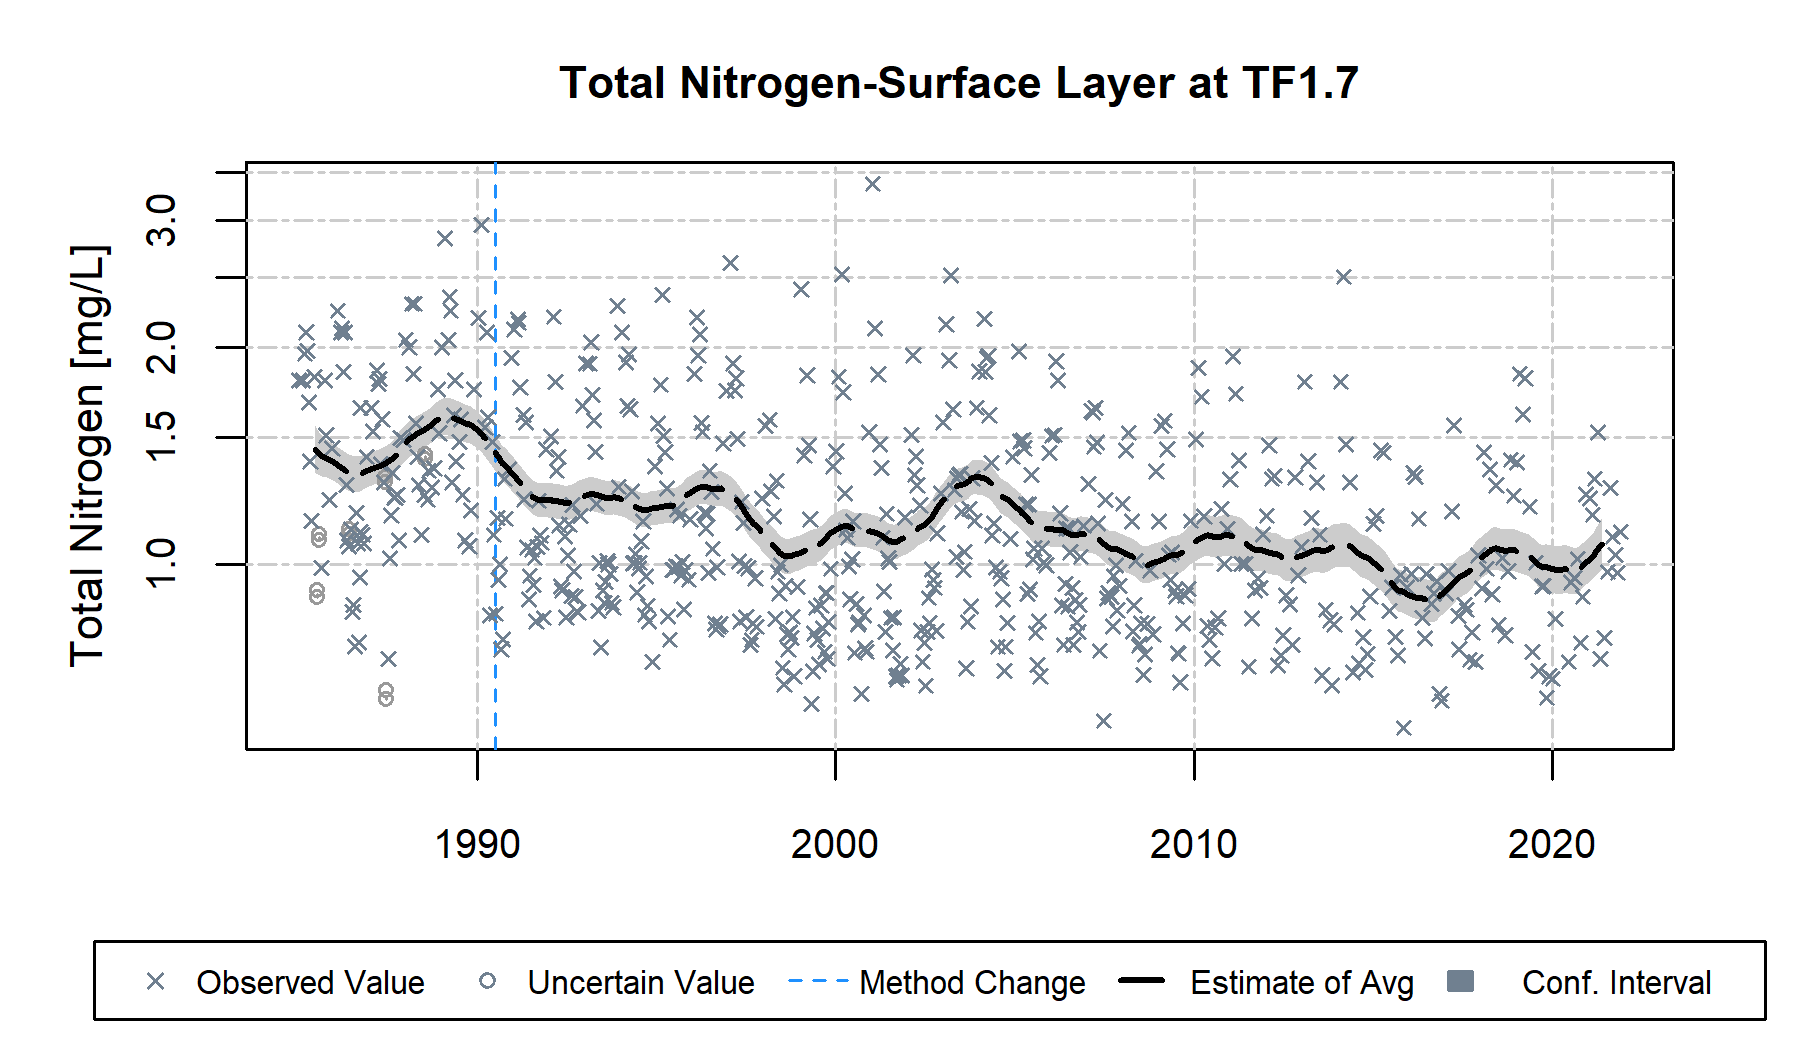 Total Nitrogen-Surface Layer at TF1.7
Total Nitrogen [mg/L]
3.0
2.0
1.5
1.0
1990 2000 2010 2020
Observed Value Uncertain Value Method Change Estimate of Avg Conf. Interval